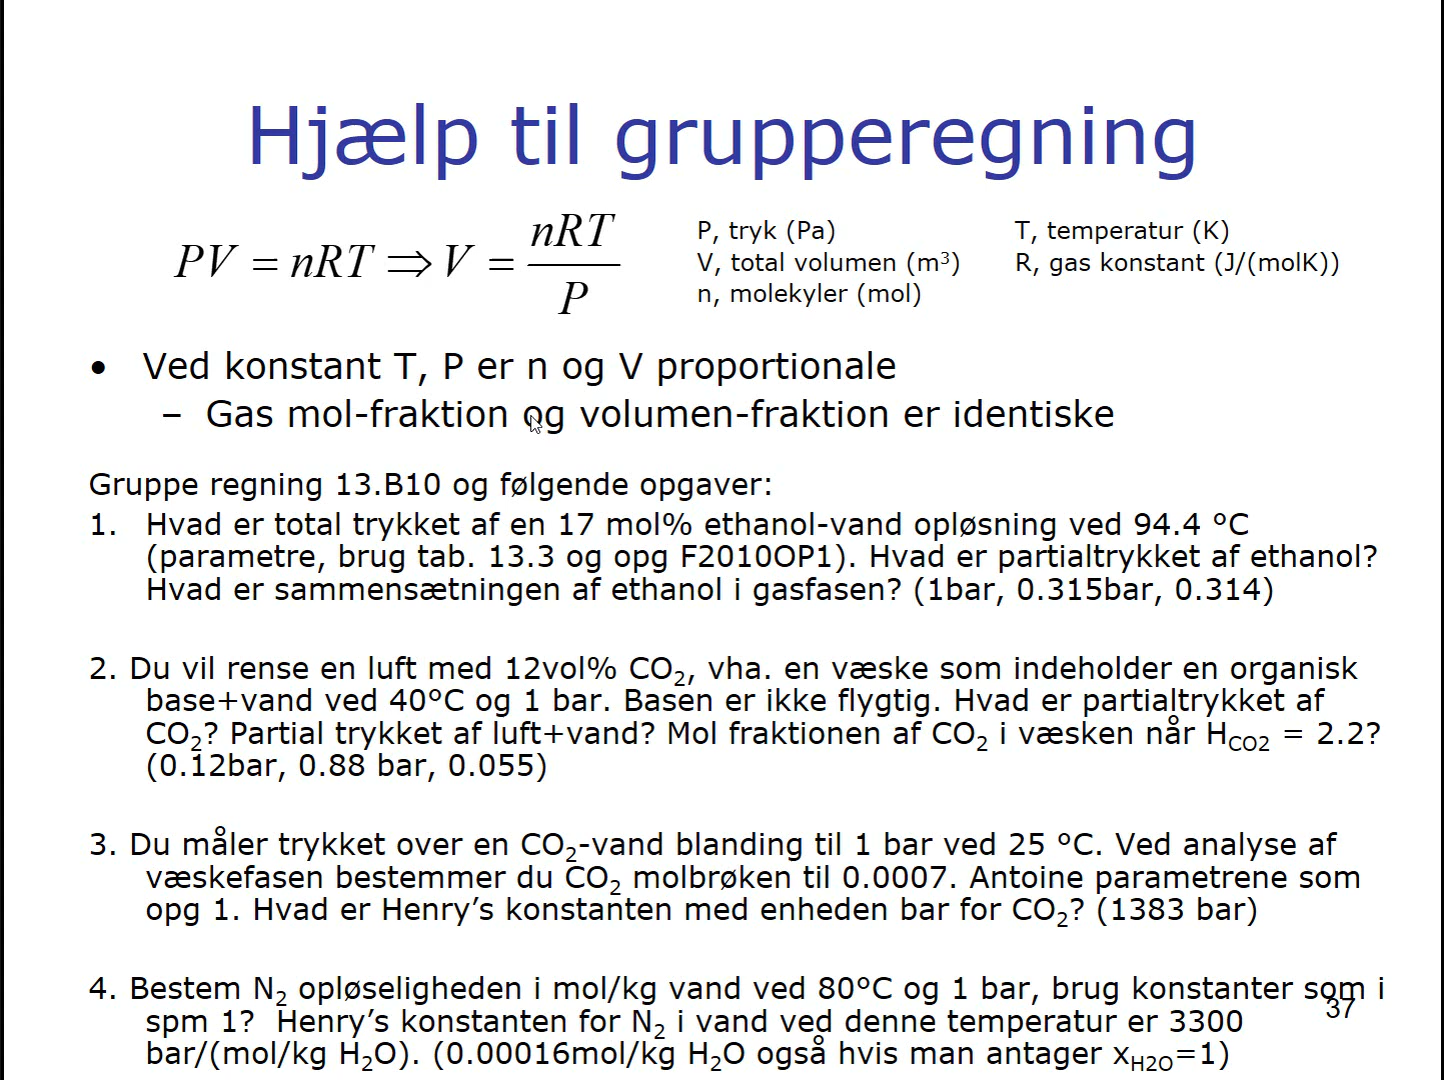 Hjælp til grupperegning
PV = nRT ⇒ V = nRT / P
P, tryk (Pa)
V, total volumen (m³)
n, molekyler (mol)
T, temperatur (K)
R, gas konstant (J/(molK))
• Ved konstant T, P er n og V proportionale
– Gas mol-fraktion og volumen-fraktion er identiske
Gruppe regning 13.B10 og følgende opgaver:
1. Hvad er total trykket af en 17 mol% ethanol-vand opløsning ved 94.4 °C
(parametre, brug tab. 13.3 og opg F2010OP1). Hvad er partialtrykket af ethanol?
Hvad er sammensætningen af ethanol i gasfasen? (1bar, 0.315bar, 0.314)
2. Du vil rense en luft med 12vol% CO₂, vha. en væske som indeholder en organisk
base+vand ved 40°C og 1 bar. Basen er ikke flygtig. Hvad er partialtrykket af
CO₂? Partial trykket af luft+vand? Mol fraktionen af CO₂ i væsken når H_CO2 = 2.2?
(0.12bar, 0.88 bar, 0.055)
3. Du måler trykket over en CO₂-vand blanding til 1 bar ved 25 °C. Ved analyse af
væskefasen bestemmer du CO₂ molbrøken til 0.0007. Antoine parametrene som
opg 1. Hvad er Henry’s konstanten med enheden bar for CO₂? (1383 bar)
4. Bestem N₂ opløseligheden i mol/kg vand ved 80°C og 1 bar, brug konstanter som i
spm 1? Henry’s konstanten for N₂ i vand ved denne temperatur er 3300
bar/(mol/kg H₂O). (0.00016mol/kg H₂O også hvis man antager x_H2O=1)
37